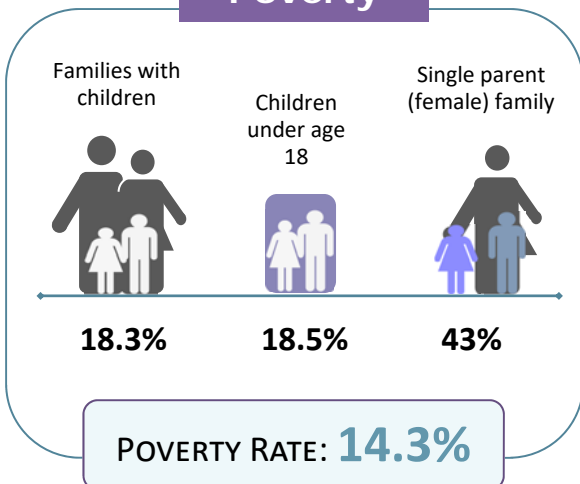 Poverty
Families with
children
Children
under age
18
Single parent
(female) family
18.3%
18.5%
43%
POVERTY RATE: 14.3%